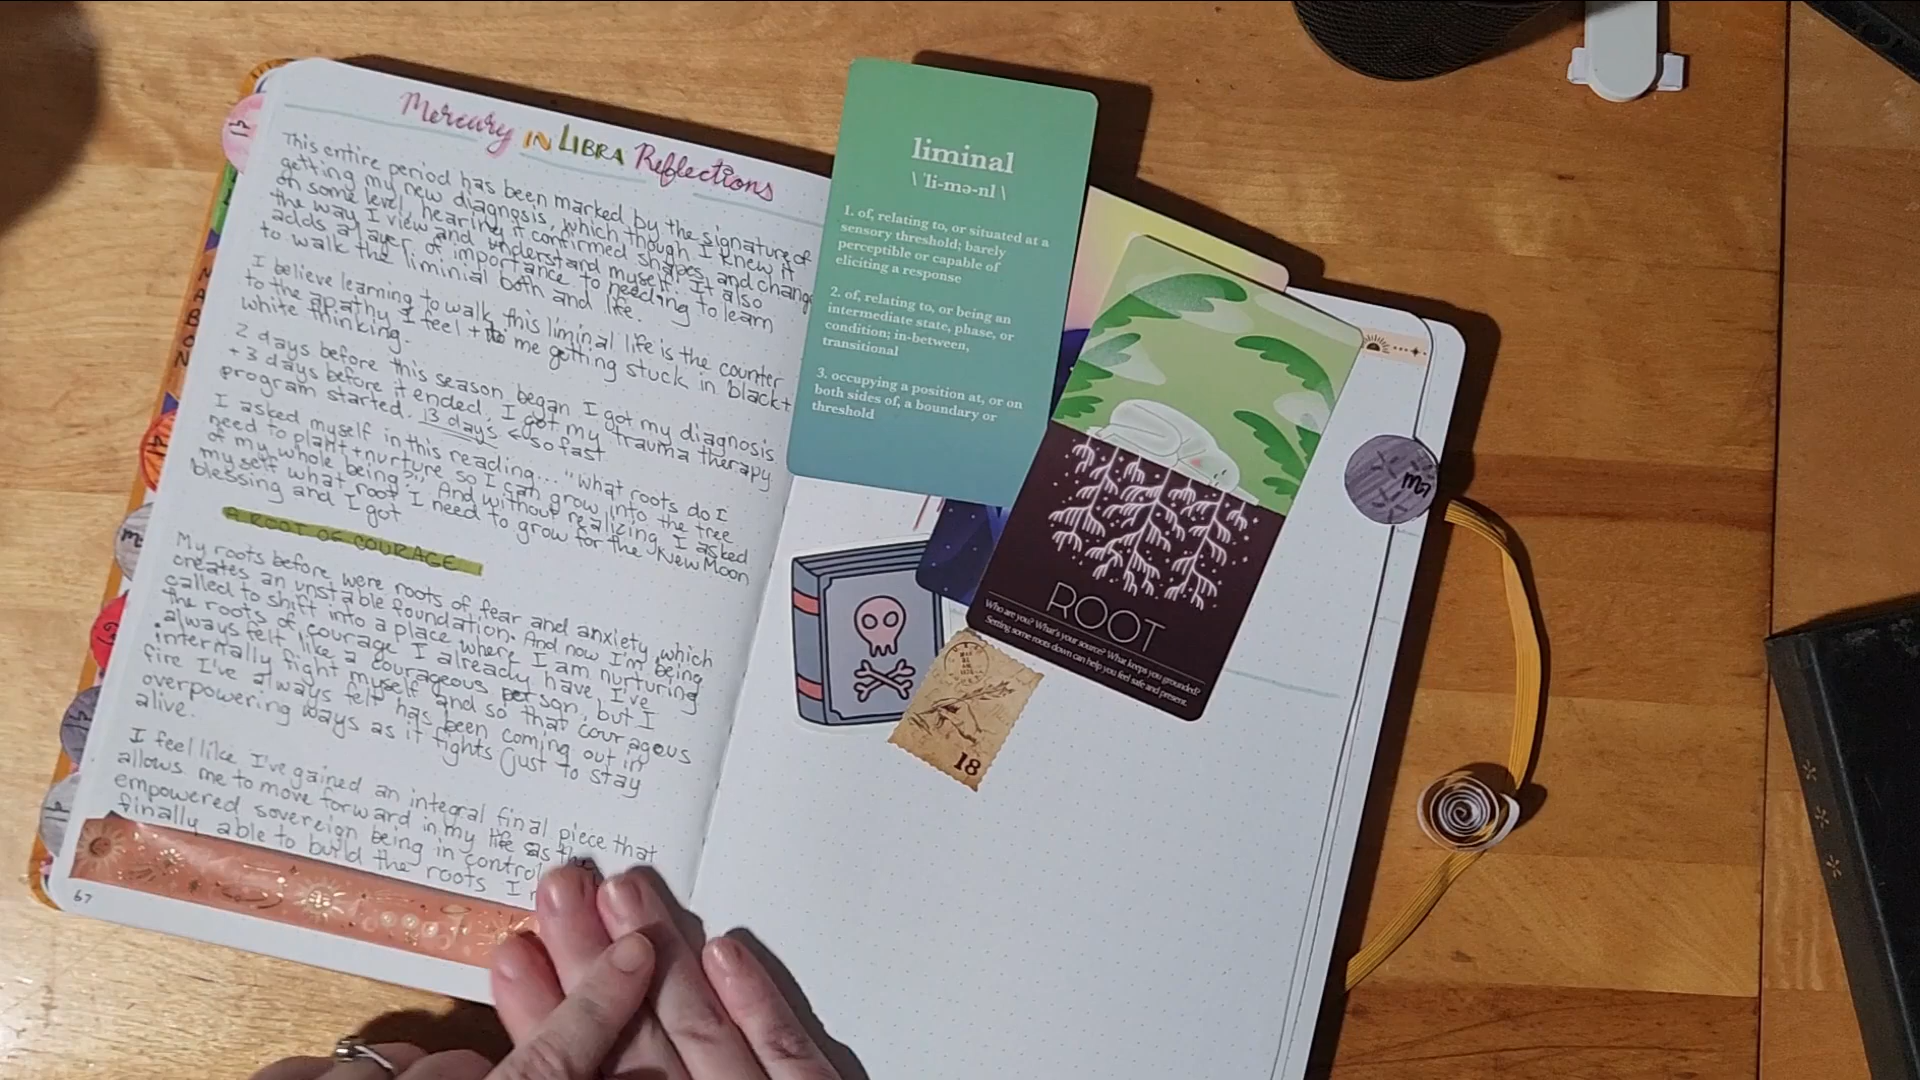 Mercury IN LIBRA Reflections
This entire period has been marked by the signature of
getting my new diagnosis, which though I knew it
on some level, hearing it confirmed shapes and change
the way I view and understand myself. It also
adds a layer of importance to needing to learn
to walk the liminial both and life.
I believe learning to walk this liminal life is the counter
to the apathy I feel + to me getting stuck in black +
white thinking.
2 days before this season began I got my diagnosis
+ 3 days before it ended, I got my trauma therapy
program started. 13 days ← so fast
I asked myself in this reading... "What roots do I
need to plant + nurture so I can grow into the tree
of my whole being?" And without realizing, I asked
myself what root I need to grow for the New Moon
blessing and I got
A ROOT OF COURAGE!
My roots before were roots of fear and anxiety, which
creates an unstable foundation. And now I'm being
called to shift into a place where I am nurturing
the roots of courage I already have. I've
always felt like a courageous person, but I
internally fight myself and so that couragous
fire I've always felt has been coming out in
overpowering ways as it fights (just to stay
alive.
I feel like, I've gained an integral final piece that
allows me to move forward in my life as the
empowered sovereign being in control
finally able to build the roots I
67
MABON
liminal
\ ˈli-mə-nl \
1. of, relating to, or situated at a
sensory threshold; barely
perceptible or capable of
eliciting a response
2. of, relating to, or being an
intermediate state, phase, or
condition; in-between,
transitional
3. occupying a position at, or on
both sides of, a boundary or
threshold
ROOT
Who are you? What's your source? What keeps you grounded?
Setting some roots down can help you feel safe and present.
18